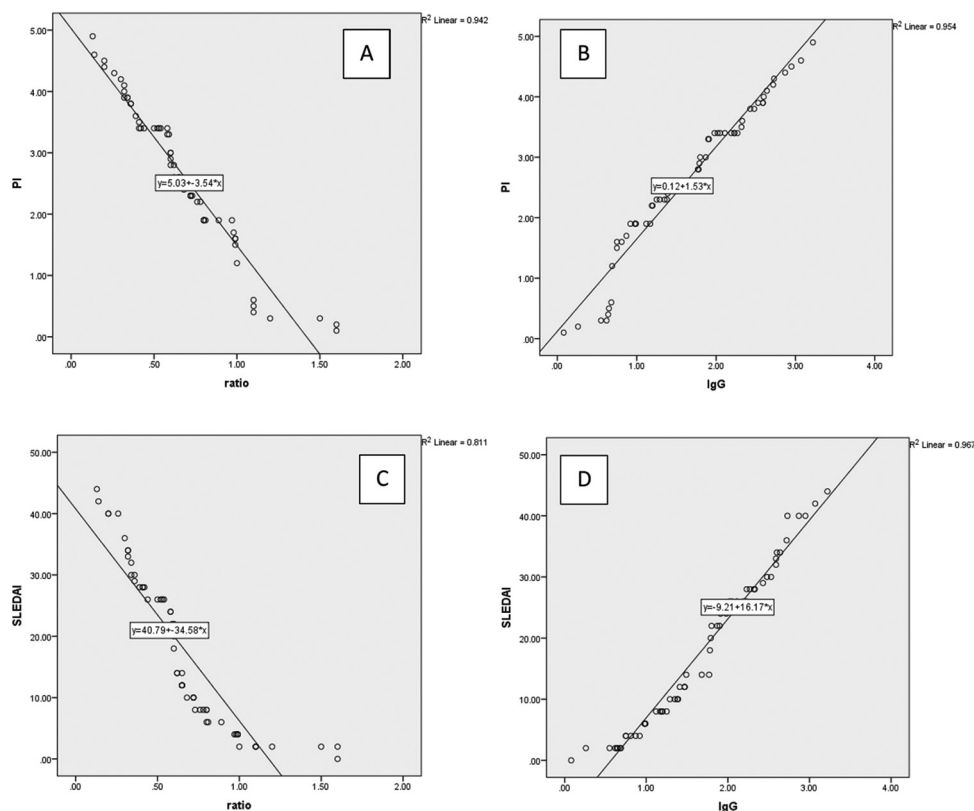 R² Linear = 0.942
A
5.00
4.00
3.00
2.00
1.00
.00
PI
y=5.03+-3.54*x
.00 .50 1.00 1.50 2.00
ratio
R² Linear = 0.954
B
5.00
4.00
3.00
2.00
1.00
.00
PI
y=0.12+1.53*x
.00 1.00 2.00 3.00 4.00
IgG
R² Linear = 0.811
C
50.00
40.00
30.00
20.00
10.00
.00
SLEDAI
y=40.79+-34.58*x
.00 .50 1.00 1.50 2.00
ratio
R² Linear = 0.967
D
50.00
40.00
30.00
20.00
10.00
.00
SLEDAI
y=-9.21+16.17*x
.00 1.00 2.00 3.00 4.00
IgG